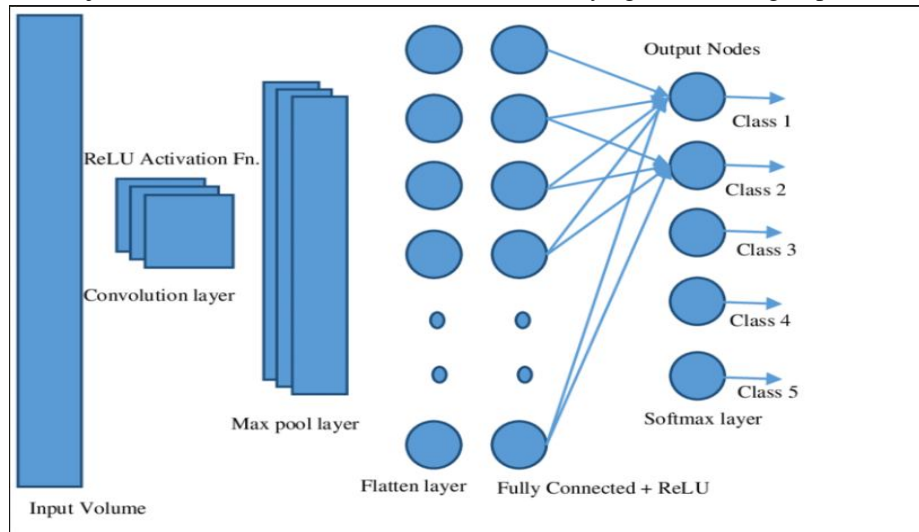 Output Nodes
Class 1
ReLU Activation Fn.
Class 2
Class 3
Convolution layer
Class 4
Class 5
Max pool layer
Softmax layer
Flatten layer
Fully Connected + ReLU
Input Volume